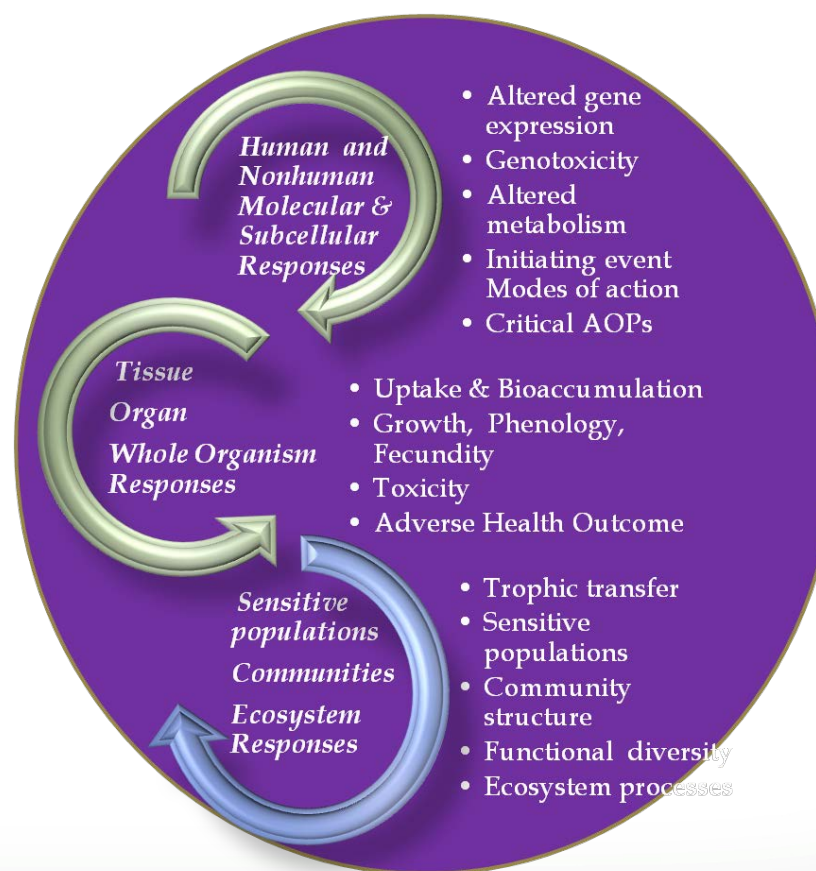 Human and
Nonhuman
Molecular &
Subcellular
Responses
• Altered gene
expression
• Genotoxicity
• Altered
metabolism
• Initiating event
Modes of action
• Critical AOPs
Tissue
Organ
Whole Organism
Responses
• Uptake & Bioaccumulation
• Growth, Phenology,
Fecundity
• Toxicity
• Adverse Health Outcome
Sensitive
populations
Communities
Ecosystem
Responses
• Trophic transfer
• Sensitive
populations
• Community
structure
• Functional diversity
• Ecosystem processes